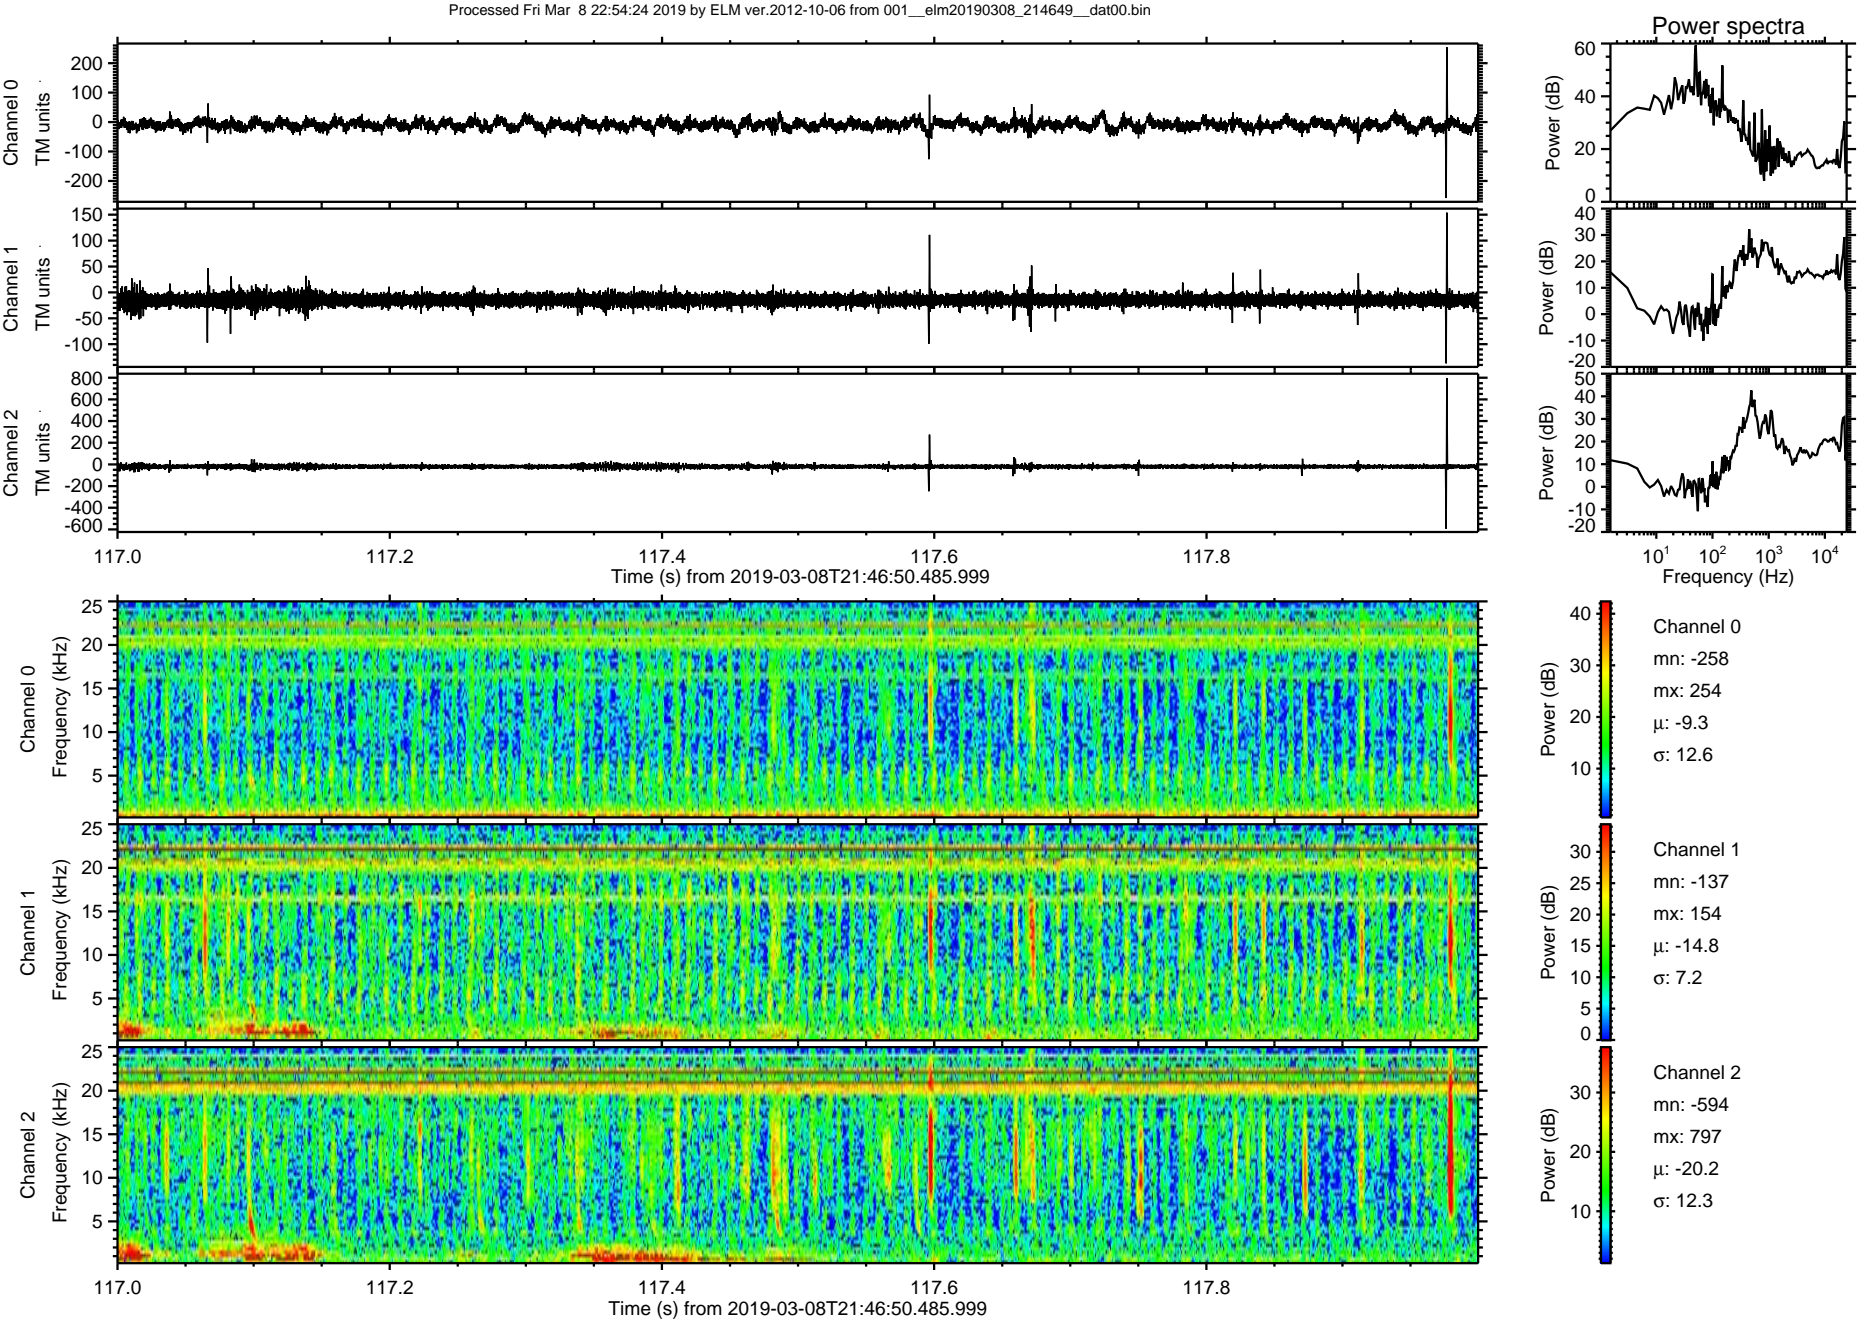 Processed Fri Mar  8 22:54:24 2019 by ELM ver.2012-10-06 from 001__elm20190308_214649__dat00.bin
Power spectra
Channel 0
TM units
200
100
0
-100
-200
Power (dB)
60
40
20
0
Channel 1
TM units
150
100
50
0
-50
-100
Power (dB)
40
30
20
10
0
-10
-20
Channel 2
TM units
800
600
400
200
0
-200
-400
-600
Power (dB)
50
40
30
20
10
0
-10
-20
117.0 117.2 117.4 117.6 117.8
Time (s) from 2019-03-08T21:46:50.485.999
10¹ 10² 10³ 10⁴
Frequency (Hz)
Channel 0
Frequency (kHz)
25
20
15
10
5
Power (dB)
40
30
20
10
Channel 0
mn: -258
mx: 254
μ: -9.3
σ: 12.6
Channel 1
Frequency (kHz)
25
20
15
10
5
Power (dB)
30
25
20
15
10
5
0
Channel 1
mn: -137
mx: 154
μ: -14.8
σ: 7.2
Channel 2
Frequency (kHz)
25
20
15
10
5
Power (dB)
30
20
10
Channel 2
mn: -594
mx: 797
μ: -20.2
σ: 12.3
117.0 117.2 117.4 117.6 117.8
Time (s) from 2019-03-08T21:46:50.485.999